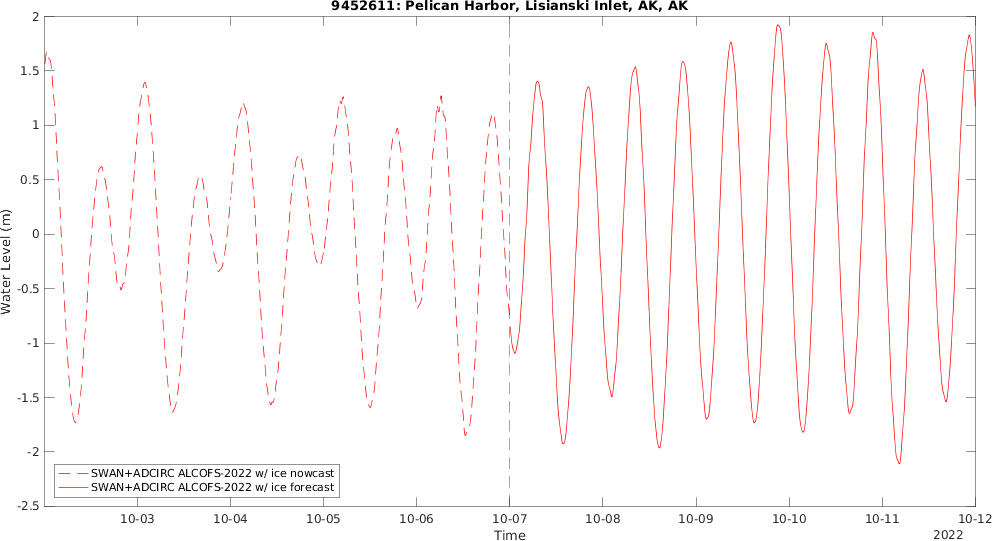 9452611: Pelican Harbor, Lisianski Inlet, AK, AK
2
1.5
1
0.5
0
-0.5
-1
-1.5
-2
-2.5
Water Level (m)
SWAN+ADCIRC ALCOFS-2022 w/ ice nowcast
SWAN+ADCIRC ALCOFS-2022 w/ ice forecast
10-03 10-04 10-05 10-06 10-07 10-08 10-09 10-10 10-11 10-12
Time
2022